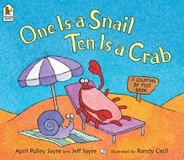 One Is a Snail
Ten Is a Crab
A COUNTING
BY FEET
BOOK
April Pulley Sayre and Jeff Sayre
illustrated by Randy Cecil